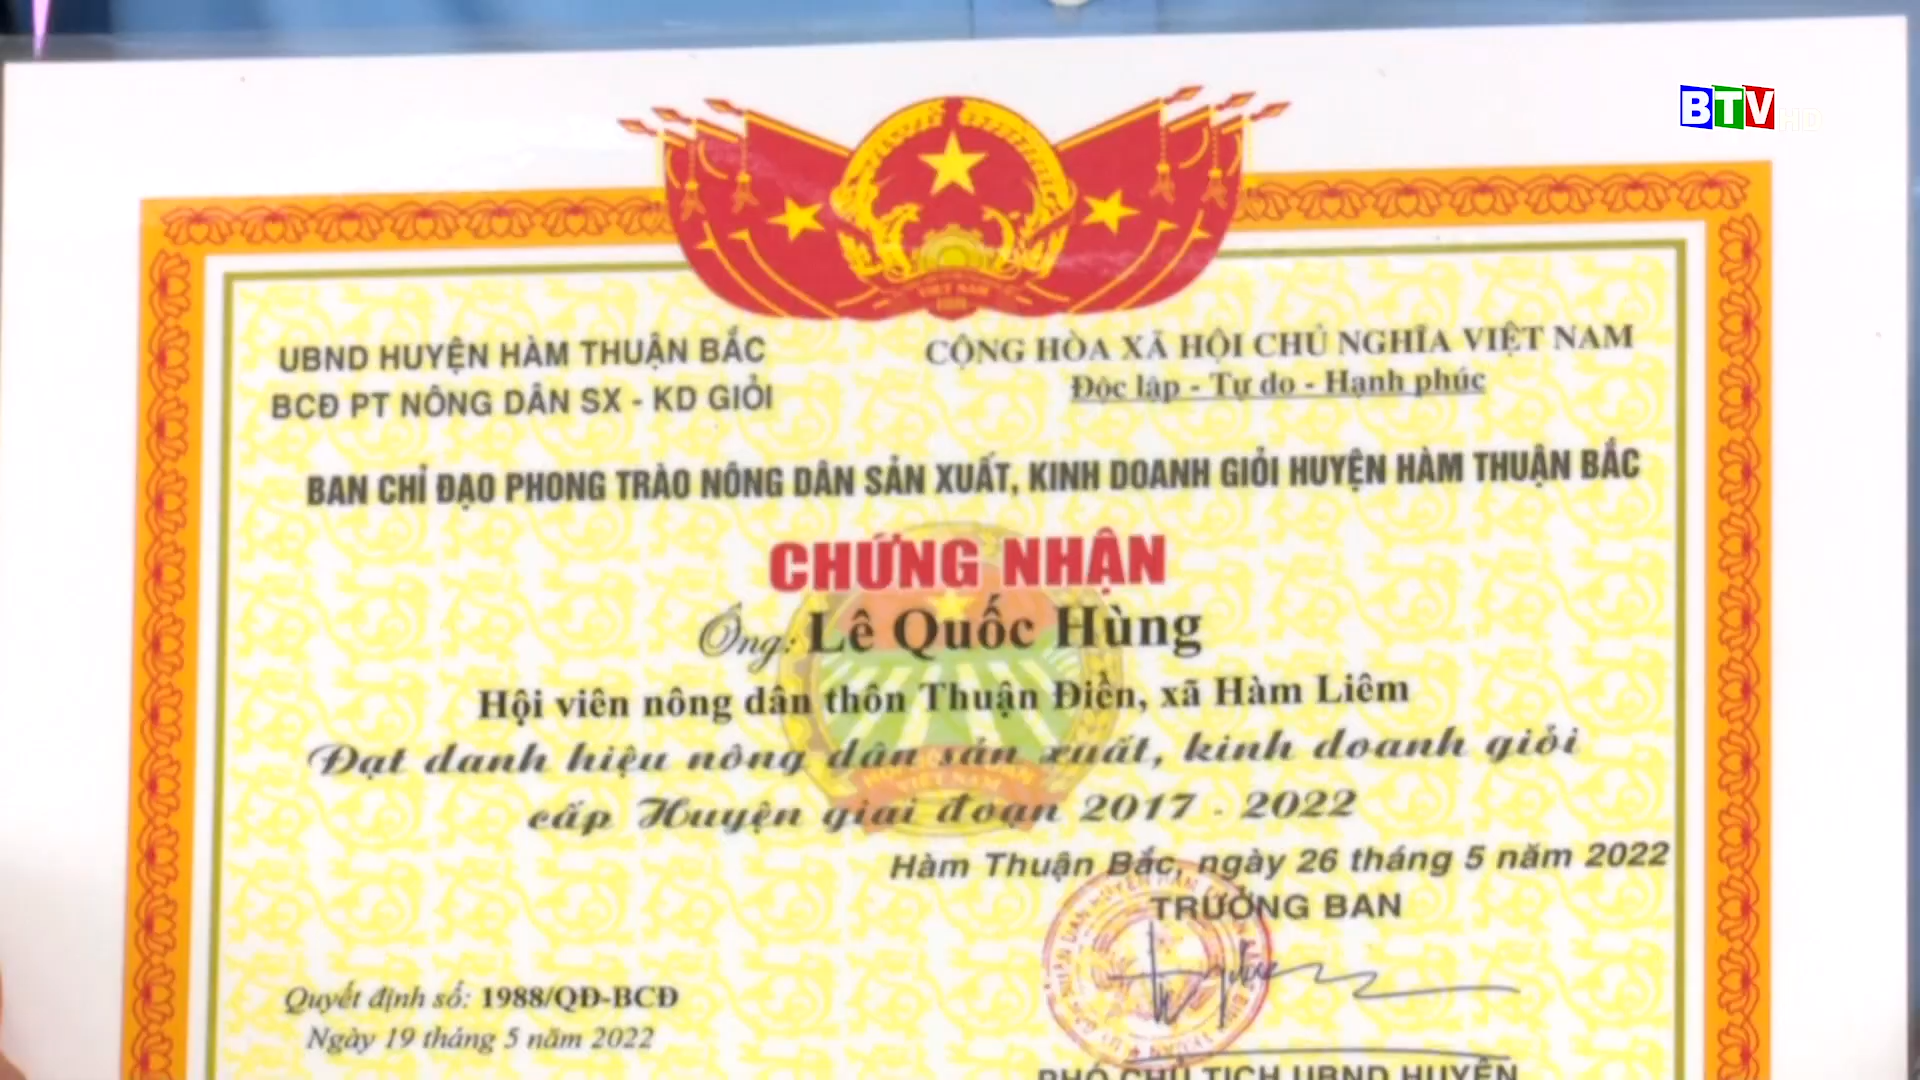 BTV HD
VIỆT NAM
UBND HUYỆN HÀM THUẬN BẮC
BCĐ PT NÔNG DÂN SX - KD GIỎI
CỘNG HÒA XÃ HỘI CHỦ NGHĨA VIỆT NAM
Độc lập - Tự do - Hạnh phúc
BAN CHỈ ĐẠO PHONG TRÀO NÔNG DÂN SẢN XUẤT, KINH DOANH GIỎI HUYỆN HÀM THUẬN BẮC
CHỨNG NHẬN
Ông: Lê Quốc Hùng
Hội viên nông dân thôn Thuận Điền, xã Hàm Liêm
Đạt danh hiệu nông dân sản xuất, kinh doanh giỏi
cấp Huyện giai đoạn 2017 - 2022
VIỆT NAM
Hàm Thuận Bắc, ngày 26 tháng 5 năm 2022
TRƯỞNG BAN
Quyết định số: 1988/QĐ-BCĐ
Ngày 19 tháng 5 năm 2022
PHÓ CHỦ TỊCH UBND HUYỆN